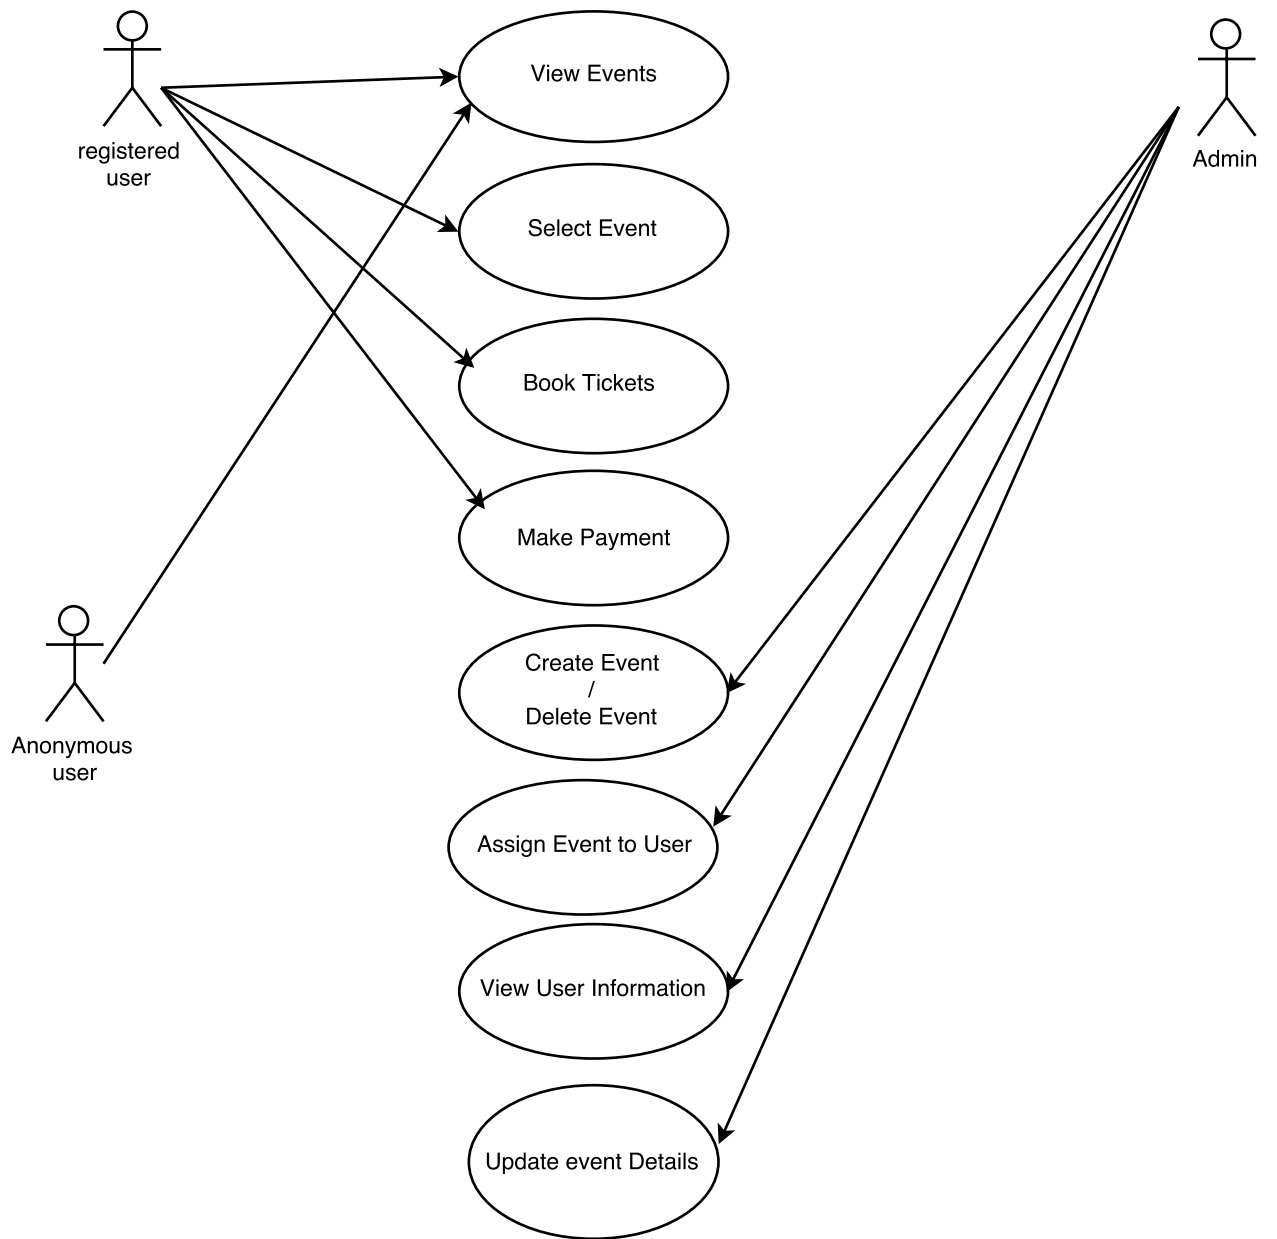 registered
user
View Events
Admin
Select Event
Book Tickets
Make Payment
Anonymous
user
Create Event
/
Delete Event
Assign Event to User
View User Information
Update event Details